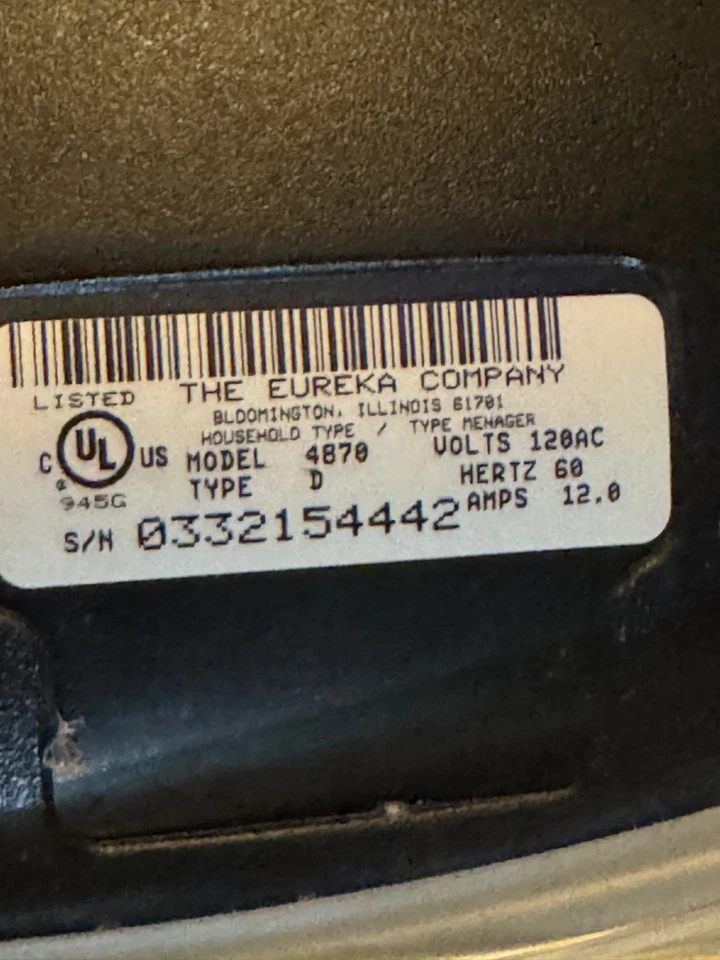 THE EUREKA COMPANY
LISTED
BLOOMINGTON, ILLINOIS 61701
HOUSEHOLD TYPE / TYPE MENAGER
C UL US
MODEL 4870
VOLTS 120AC
TYPE D
HERTZ 60
945G
AMPS 12.0
S/N 0332154442